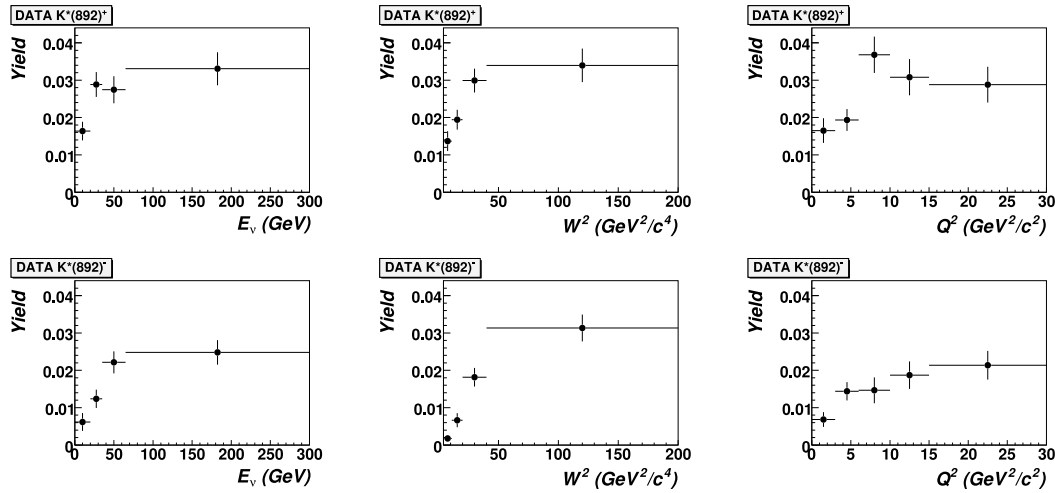 DATA K*(892)+
Yield
0.04
0.03
0.02
0.01
0
0 50 100 150 200 250 300
Eν (GeV)
DATA K*(892)+
Yield
0.04
0.03
0.02
0.01
0
50 100 150 200
W² (GeV²/c⁴)
DATA K*(892)+
Yield
0.04
0.03
0.02
0.01
0
0 5 10 15 20 25 30
Q² (GeV²/c²)
DATA K*(892)-
Yield
0.04
0.03
0.02
0.01
0
0 50 100 150 200 250 300
Eν (GeV)
DATA K*(892)-
Yield
0.04
0.03
0.02
0.01
0
50 100 150 200
W² (GeV²/c⁴)
DATA K*(892)-
Yield
0.04
0.03
0.02
0.01
0
0 5 10 15 20 25 30
Q² (GeV²/c²)